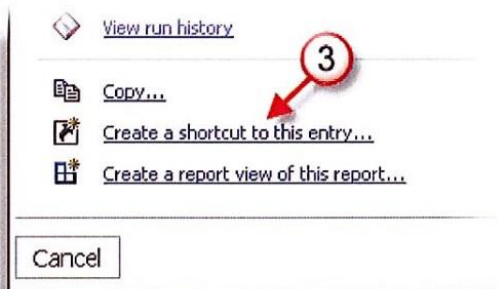 View run history
3
Copy...
Create a shortcut to this entry...
Create a report view of this report...
Cancel